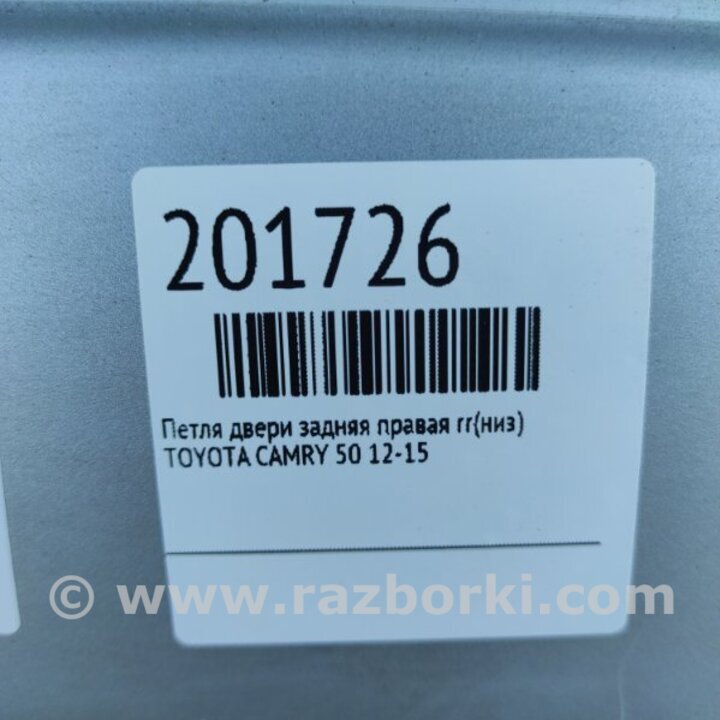 201726
Петля двери задняя правая rr(низ)
TOYOTA CAMRY 50 12-15
© www.razborki.com